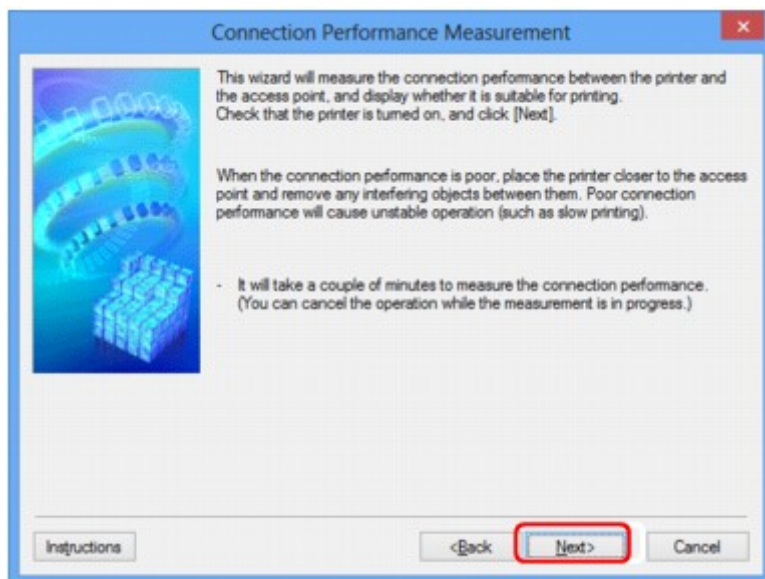 Connection Performance Measurement
This wizard will measure the connection performance between the printer and
the access point, and display whether it is suitable for printing.
Check that the printer is turned on, and click [Next].
When the connection performance is poor, place the printer closer to the access
point and remove any interfering objects between them. Poor connection
performance will cause unstable operation (such as slow printing).
- It will take a couple of minutes to measure the connection performance.
(You can cancel the operation while the measurement is in progress.)
Instructions
<Back
Next>
Cancel